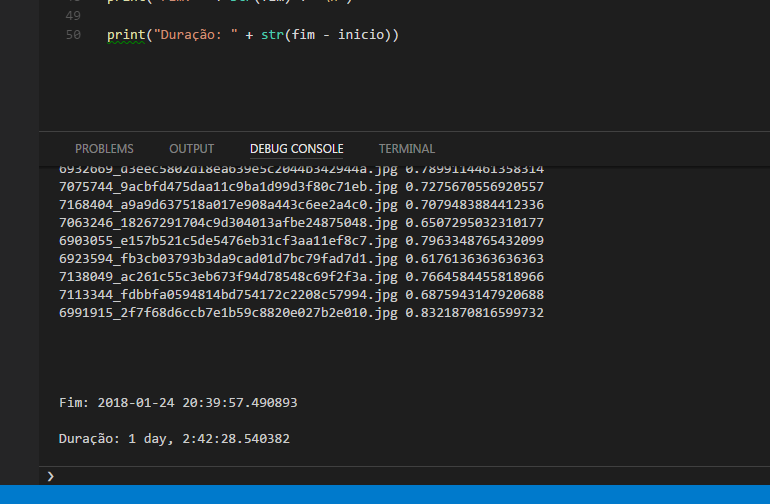 49
50 print("Duração: " + str(fim - inicio))
PROBLEMS OUTPUT DEBUG CONSOLE TERMINAL
6932669_d3eec5802d18ea639e5c2044b342944a.jpg 0.7899114461358314
7075744_9acbfd475daa11c9ba1d99d3f80c71eb.jpg 0.7275670556920557
7168404_a9a9d637518a017e908a443c6ee2a4c0.jpg 0.7079483884412336
7063246_18267291704c9d304013afbe24875048.jpg 0.6507295032310177
6903055_e157b521c5de5476eb31cf3aa11ef8c7.jpg 0.7963348765432099
6923594_fb3cb03793b3da9cad01d7bc79fad7d1.jpg 0.6176136363636363
7138049_ac261c55c3eb673f94d78548c69f2f3a.jpg 0.7664584455818966
7113344_fdbbfa0594814bd754172c2208c57994.jpg 0.6875943147920688
6991915_2f7f68d6ccb7e1b59c8820e027b2e010.jpg 0.8321870816599732
Fim: 2018-01-24 20:39:57.490893
Duração: 1 day, 2:42:28.540382